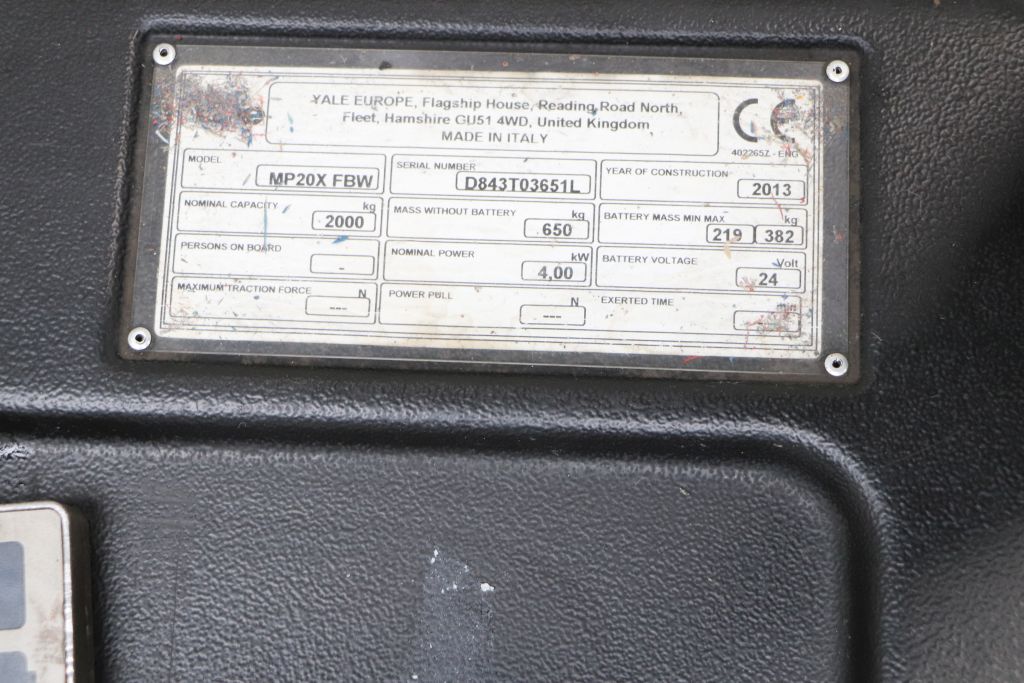 YALE EUROPE, Flagship House, Reading Road North,
Fleet, Hamshire GU51 4WD, United Kingdom
MADE IN ITALY
CE
402265Z - ENG
MODEL
MP20X FBW
SERIAL NUMBER
D843T03651L
YEAR OF CONSTRUCTION
2013
NOMINAL CAPACITY kg
2000
MASS WITHOUT BATTERY kg
650
BATTERY MASS MIN MAX kg
219 382
PERSONS ON BOARD
-
NOMINAL POWER kW
4,00
BATTERY VOLTAGE Volt
24
MAXIMUM TRACTION FORCE N
---
POWER PULL N
---
EXERTED TIME min